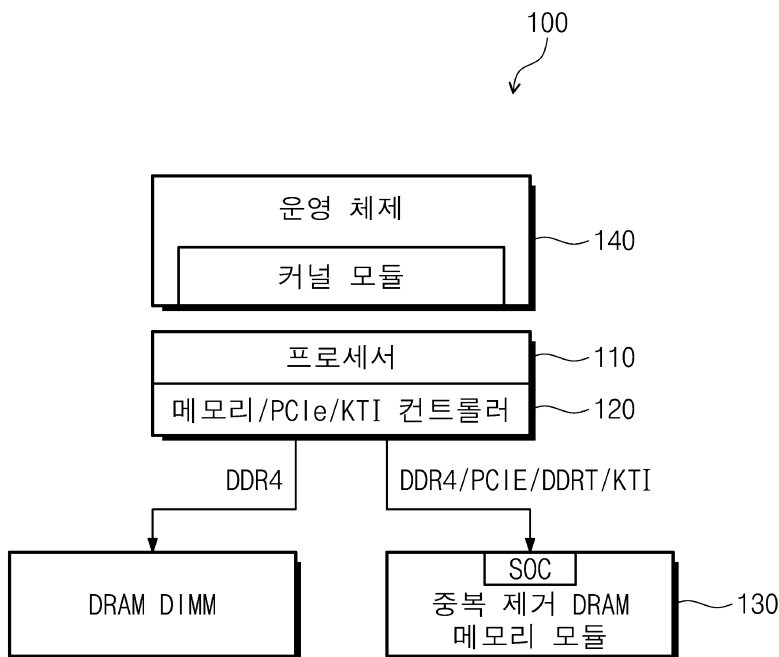 100
운영 체제
커널 모듈
140
프로세서
110
메모리/PCIe/KTI 컨트롤러
120
DDR4
DDR4/PCIE/DDRT/KTI
DRAM DIMM
SOC
중복 제거 DRAM
메모리 모듈
130